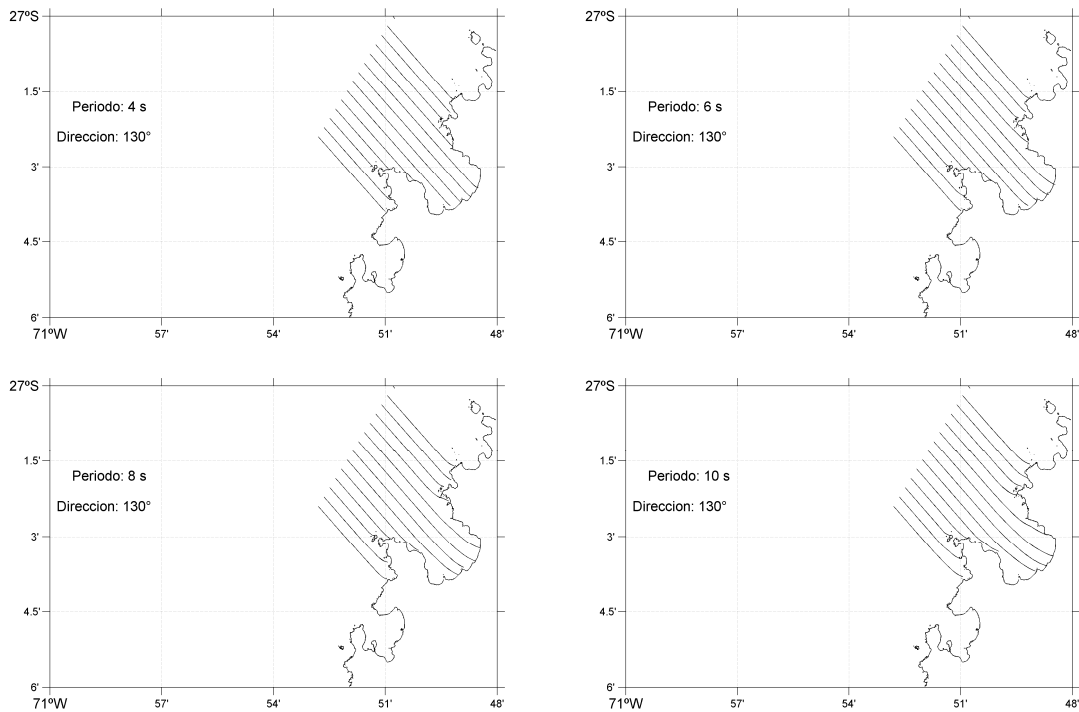 27ºS
1.5'
Periodo: 4 s
Direccion: 130°
3'
4.5'
6'
71ºW
57'
54'
51'
48'
27ºS
1.5'
Periodo: 6 s
Direccion: 130°
3'
4.5'
6'
71ºW
57'
54'
51'
48'
27ºS
1.5'
Periodo: 8 s
Direccion: 130°
3'
4.5'
6'
71ºW
57'
54'
51'
48'
27ºS
1.5'
Periodo: 10 s
Direccion: 130°
3'
4.5'
6'
71ºW
57'
54'
51'
48'